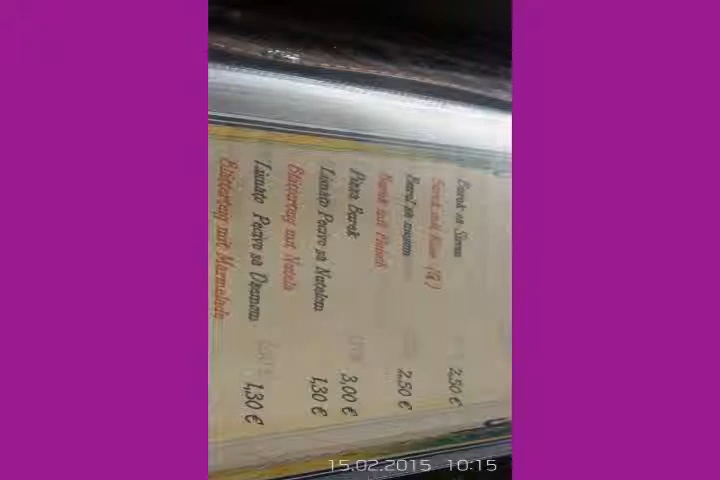 Burek sa Sirom 2,50 €
Burek mit Käse (G)
Burek sa mesom 2,50 €
Burek mit Fleisch
Pizza Burek 3,00 €
Lisnato Pecivo sa Nutelom 1,30 €
Blätterteig mit Nutela
Lisnato Pecivo sa Dzemom 1,30 €
Blätterteig mit Marmelade
15.02.2015 10:15